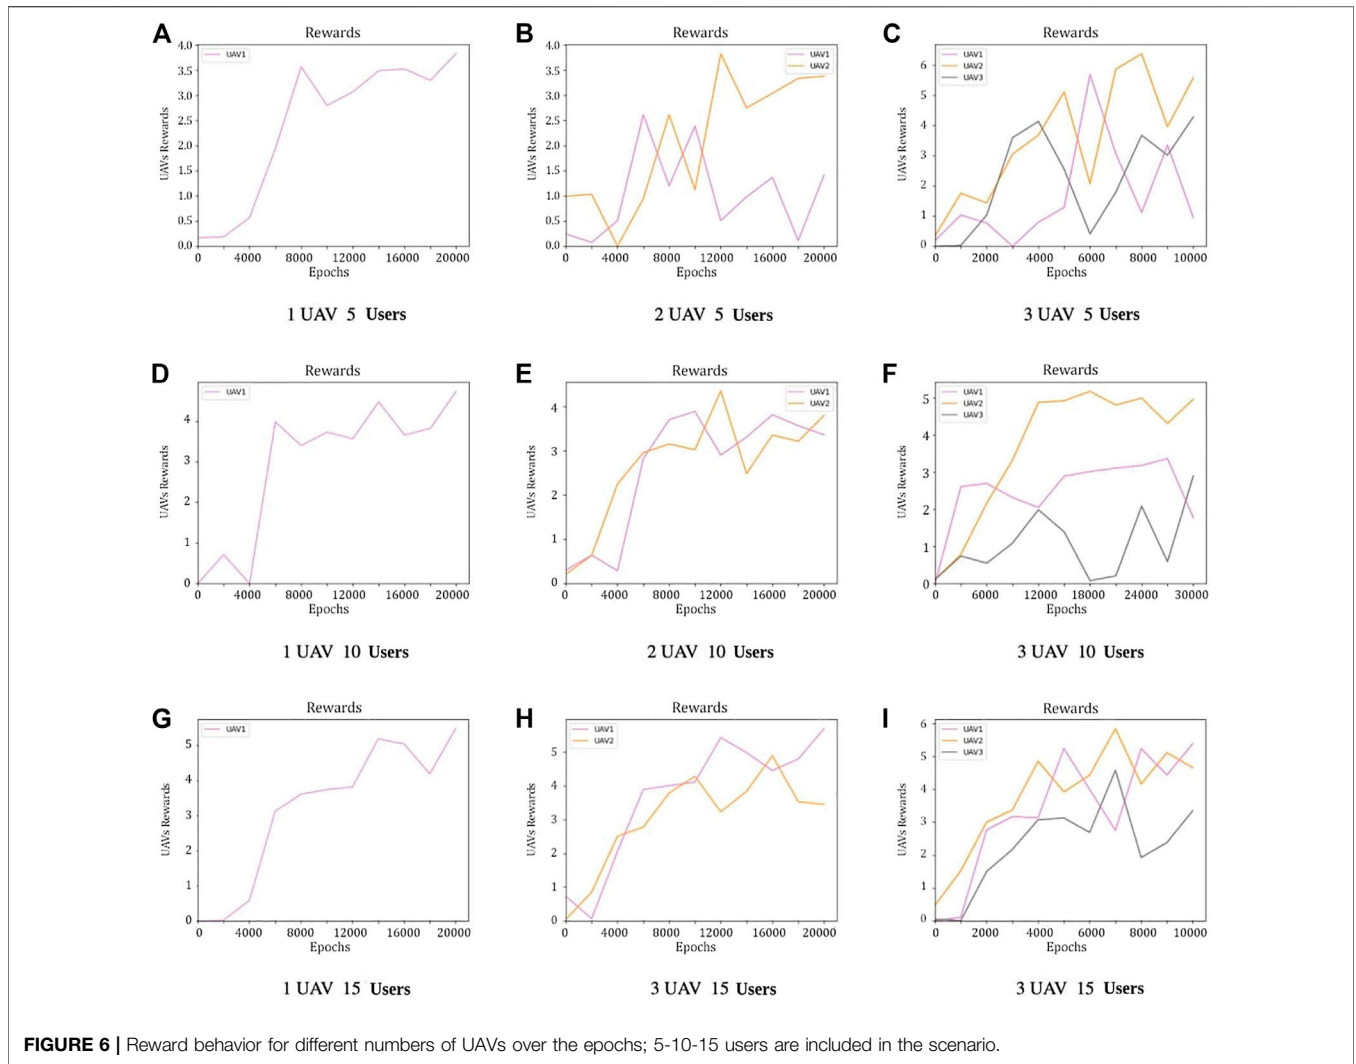 A
Rewards
UAV1
4.0
3.5
3.0
2.5
2.0
1.5
1.0
0.5
0.0
UAVs Rewards
0 4000 8000 12000 16000 20000
Epochs
1 UAV 5 Users
B
Rewards
UAV1
UAV2
4.0
3.5
3.0
2.5
2.0
1.5
1.0
0.5
0.0
UAVs Rewards
0 4000 8000 12000 16000 20000
Epochs
2 UAV 5 Users
C
Rewards
UAV1
UAV2
UAV3
6
5
4
3
2
1
0
UAVs Rewards
0 2000 4000 6000 8000 10000
Epochs
3 UAV 5 Users
D
Rewards
UAV1
4
3
2
1
0
UAVs Rewards
0 4000 8000 12000 16000 20000
Epochs
1 UAV 10 Users
E
Rewards
UAV1
UAV2
4
3
2
1
0
UAVs Rewards
0 4000 8000 12000 16000 20000
Epochs
2 UAV 10 Users
F
Rewards
UAV1
UAV2
UAV3
5
4
3
2
1
0
UAVs Rewards
0 6000 12000 18000 24000 30000
Epochs
3 UAV 10 Users
G
Rewards
UAV1
5
4
3
2
1
0
UAVs Rewards
0 4000 8000 12000 16000 20000
Epochs
1 UAV 15 Users
H
Rewards
UAV1
UAV2
5
4
3
2
1
0
UAVs Rewards
0 4000 8000 12000 16000 20000
Epochs
3 UAV 15 Users
I
Rewards
UAV1
UAV2
UAV3
6
5
4
3
2
1
0
UAVs Rewards
0 2000 4000 6000 8000 10000
Epochs
3 UAV 15 Users
FIGURE 6 | Reward behavior for different numbers of UAVs over the epochs; 5-10-15 users are included in the scenario.